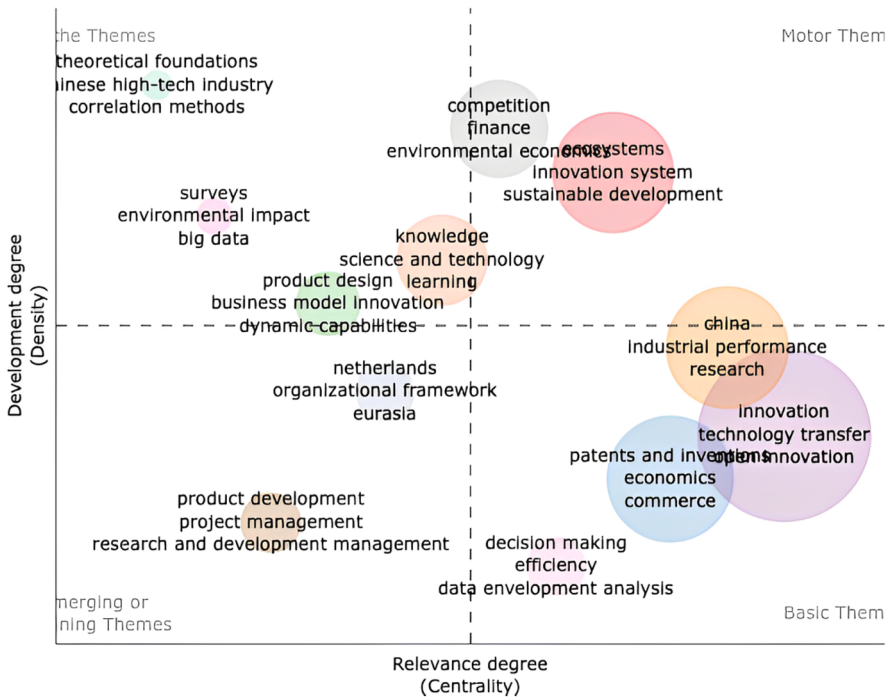 che Themes
Motor Them
theoretical foundations
inese high-tech industry
correlation methods
competition
finance
environmental economics
ecosystems
innovation system
sustainable development
surveys
environmental impact
big data
knowledge
science and technology
learning
product design
business model innovation
dynamic capabilities
china
industrial performance
research
netherlands
organizational framework
eurasia
innovation
technology transfer
open innovation
patents and inventions
economics
commerce
product development
project management
research and development management
decision making
efficiency
data envelopment analysis
merging or
ning Themes
Basic Them
Development degree
(Density)
Relevance degree
(Centrality)